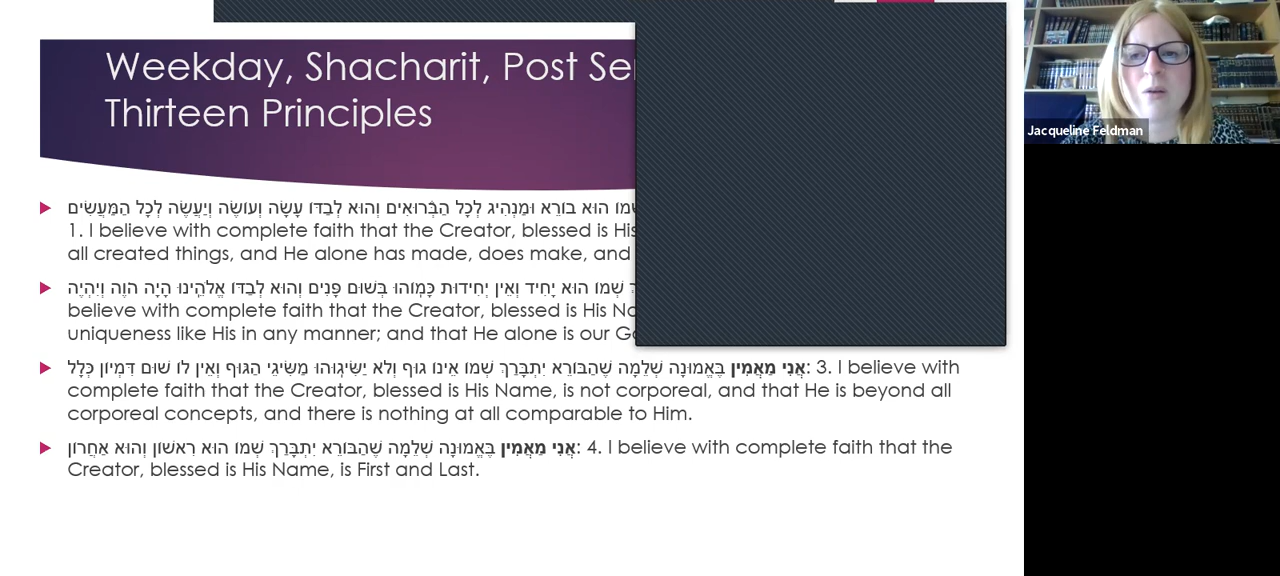 Weekday, Shacharit, Post
Thirteen Principles
שְׁמוֹ הוּא בּוֹרֵא וּמַנְהִיג לְכָל הַבְּרוּאִים וְהוּא לְבַדּוֹ עָשָׂה וְעוֹשֶׂה וְיַעֲשֶׂה לְכָל הַמַּעֲשִׂים
1. I believe with complete faith that the Creator, blessed is His
all created things, and He alone has made, does make, and
שְׁמוֹ הוּא יָחִיד וְאֵין יְחִידוּת כָּמֽוֹהוּ בְּשׁוּם פָּנִים וְהוּא לְבַדּוֹ אֱלֹהֵֽינוּ הָיָה הוֶה וְיִהְיֶה
believe with complete faith that the Creator, blessed is His
uniqueness like His in any manner; and that He alone is our
אֲנִי מַאֲמִין בֶּאֱמוּנָה שְׁלֵמָה שֶׁהַבּוֹרֵא יִתְבָּרַךְ שְׁמוֹ אֵינוֹ גוּף וְלֹא יַשִּׂיגֽוּהוּ מַשִּׂיגֵי הַגּוּף וְאֵין לוֹ שׁוּם דִּמְיוֹן כְּלָל: 3. I believe with
complete faith that the Creator, blessed is His Name, is not corporeal, and that He is beyond all
corporeal concepts, and there is nothing at all comparable to Him.
אֲנִי מַאֲמִין בֶּאֱמוּנָה שְׁלֵמָה שֶׁהַבּוֹרֵא יִתְבָּרַךְ שְׁמוֹ הוּא רִאשׁוֹן וְהוּא אַחֲרוֹן: 4. I believe with complete faith that the
Creator, blessed is His Name, is First and Last.
Jacqueline Feldman